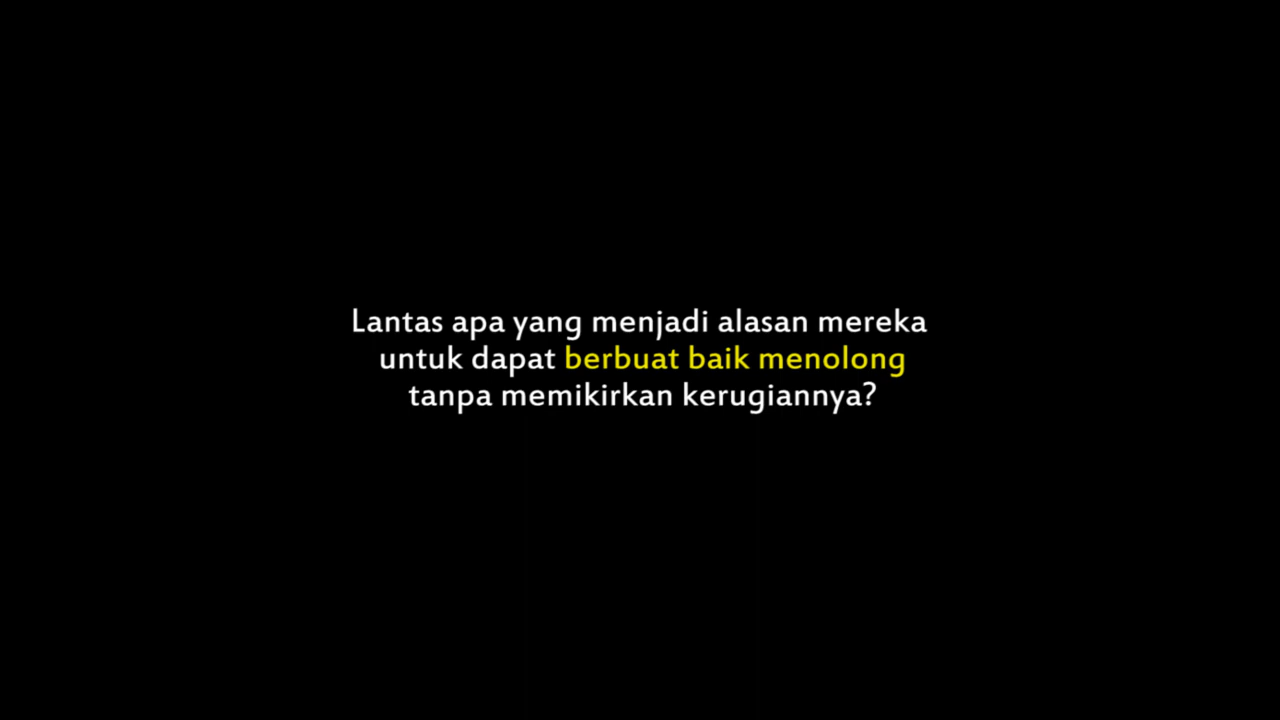 Lantas apa yang menjadi alasan mereka
untuk dapat berbuat baik menolong
tanpa memikirkan kerugiannya?